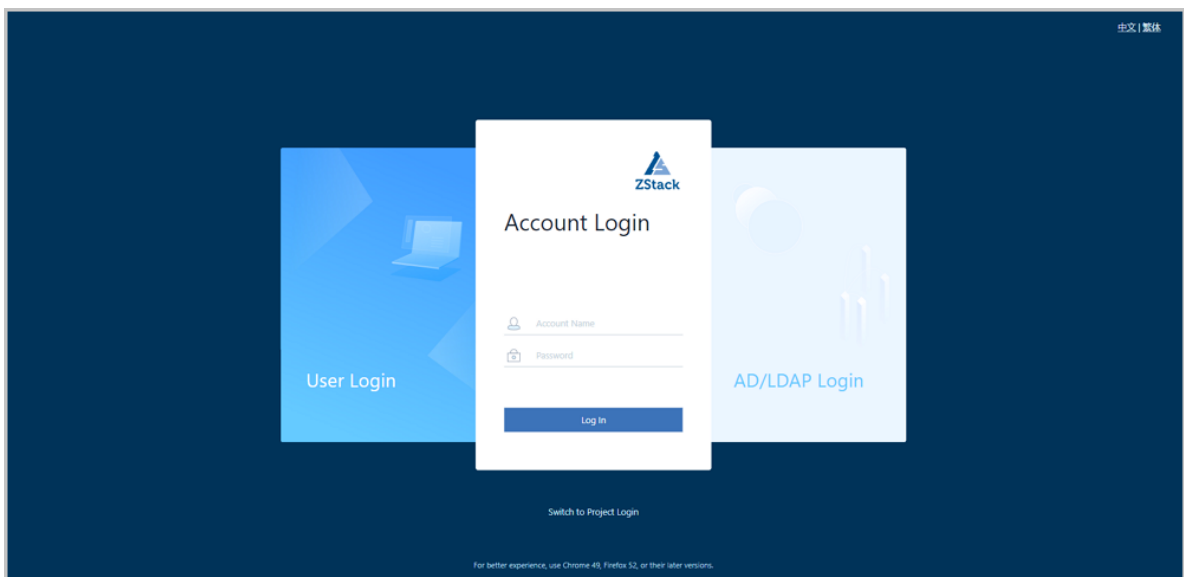 中文 | 繁体
ZStack
Account Login
Account Name
Password
User Login
AD/LDAP Login
Log In
Switch to Project Login
For better experience, use Chrome 49, Firefox 52, or their later versions.